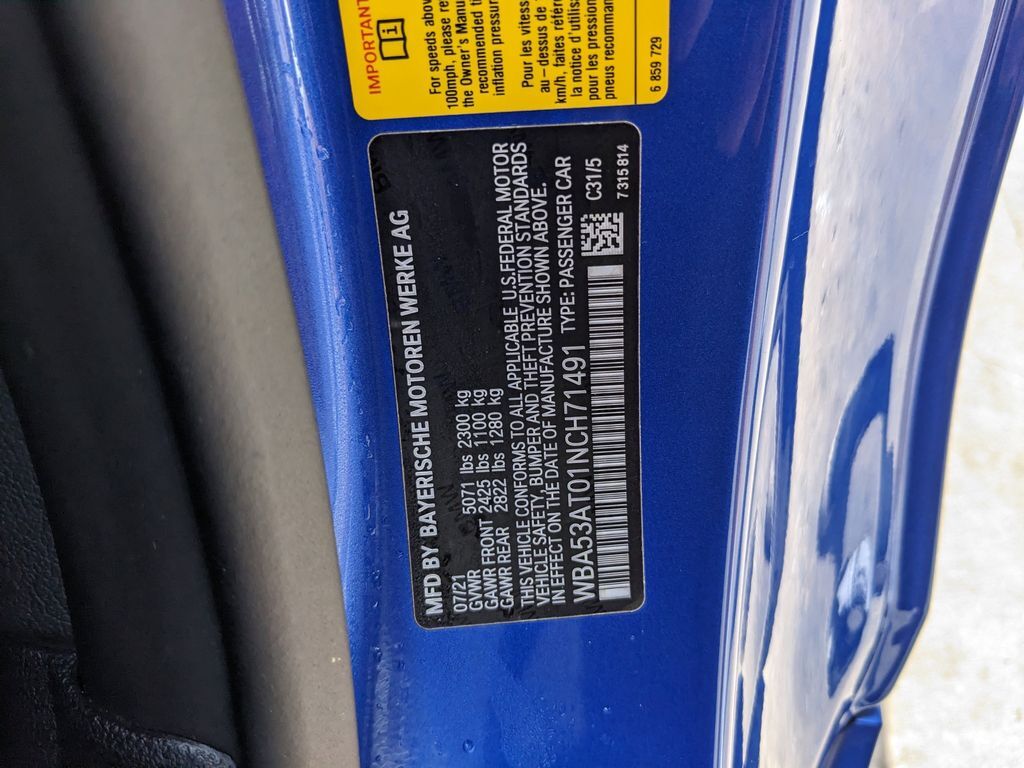 IMPORTANT
For speeds above
100mph, please re
the Owner's Manu
recommended ti
inflation pressur
Pour les vitess
au-dessus de
km/h, faites référ
la notice d'utilis
pour les pression
pneus recomman
6 859 729
MFD BY BAYERISCHE MOTOREN WERKE AG
07/21
GVWR 5071 lbs 2300 kg
GAWR FRONT 2425 lbs 1100 kg
GAWR REAR 2822 lbs 1280 kg
THIS VEHICLE CONFORMS TO ALL APPLICABLE U.S.FEDERAL MOTOR
VEHICLE SAFETY, BUMPER AND THEFT PREVENTION STANDARDS
IN EFFECT ON THE DATE OF MANUFACTURE SHOWN ABOVE.
WBA53AT01NCH71491 TYPE: PASSENGER CAR
C31/5
7315814